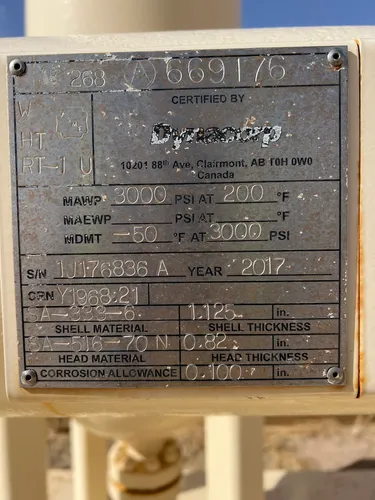 268 A 669176
W
HT
RT-1 U
CERTIFIED BY
Dynacorp
10201 88th Ave, Clairmont, AB T0H 0W0
Canada
MAWP 3000 PSI AT 200 °F
MAEWP PSI AT °F
MDMT -50 °F AT 3000 PSI
S/N 1J176836 A YEAR 2017
CRN Y1968.21
SA-333-6 1.125 in.
SHELL MATERIAL SHELL THICKNESS
SA-516-70 N 0.82 in.
HEAD MATERIAL HEAD THICKNESS
CORROSION ALLOWANCE 0.100 in.